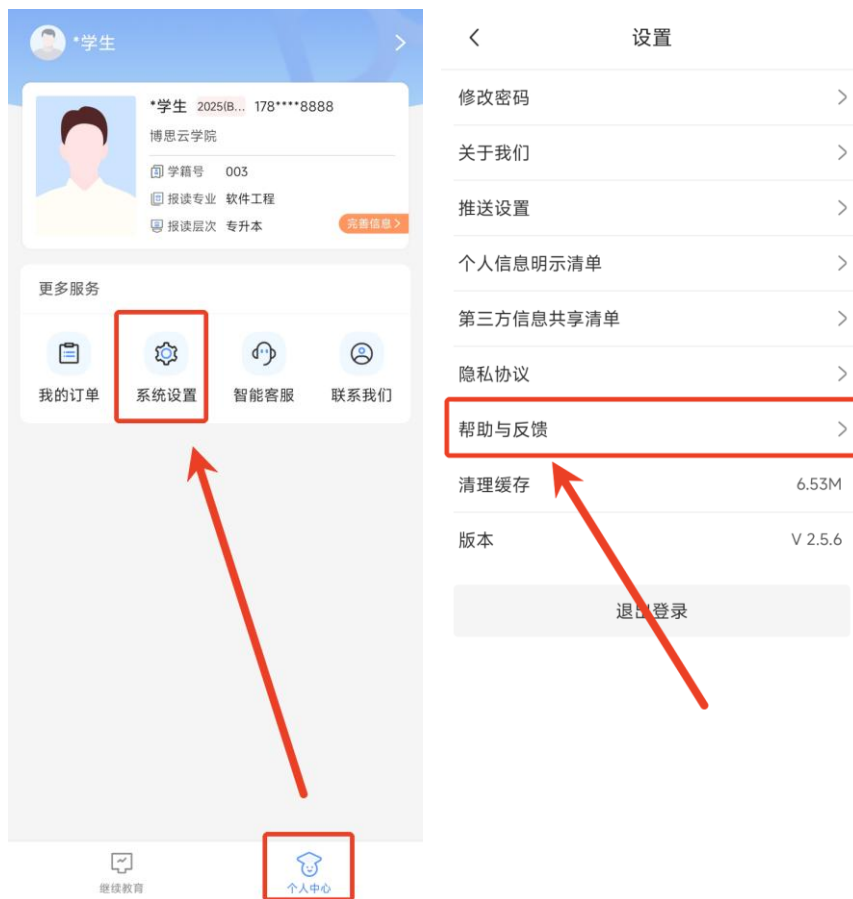 *学生
*学生 2025(B... 178****8888
博思云学院
学籍号 003
报读专业 软件工程
报读层次 专升本
完善信息>
更多服务
我的订单 系统设置 智能客服 联系我们
继续教育 个人中心
设置
修改密码
关于我们
推送设置
个人信息明示清单
第三方信息共享清单
隐私协议
帮助与反馈
清理缓存 6.53M
版本 V 2.5.6
退出登录